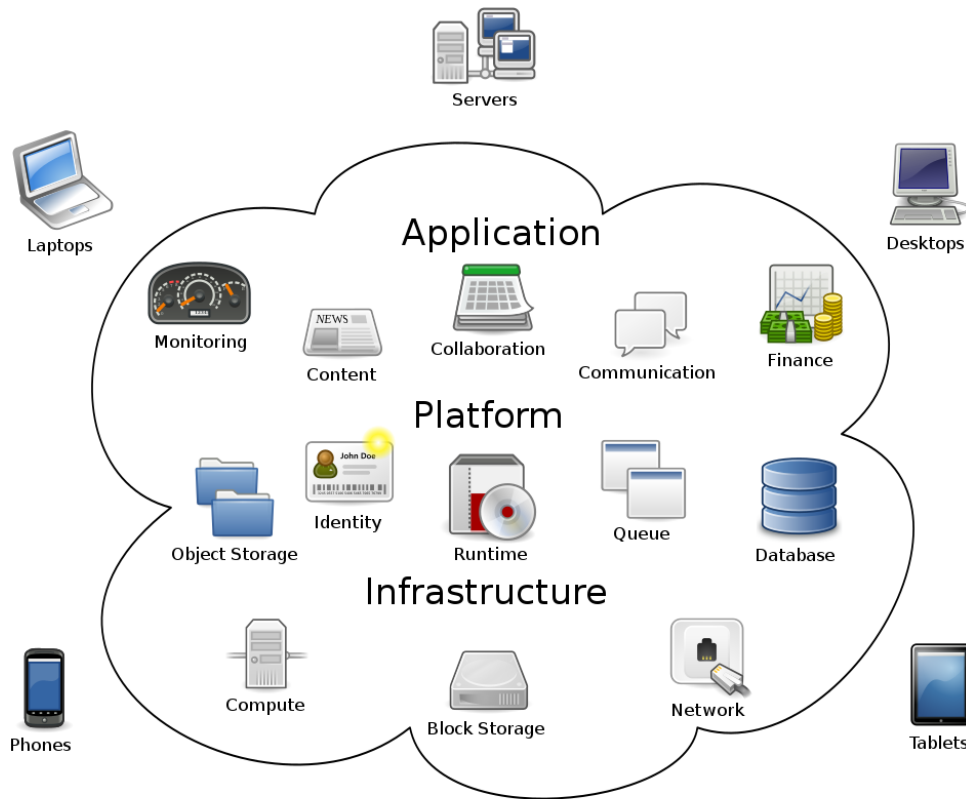 Servers
Laptops
Desktops
Application
Monitoring
NEWS
Content
Collaboration
Communication
Finance
Platform
Object Storage
John Doe
Identity
Runtime
Queue
Database
Infrastructure
Compute
Block Storage
Network
Phones
Tablets